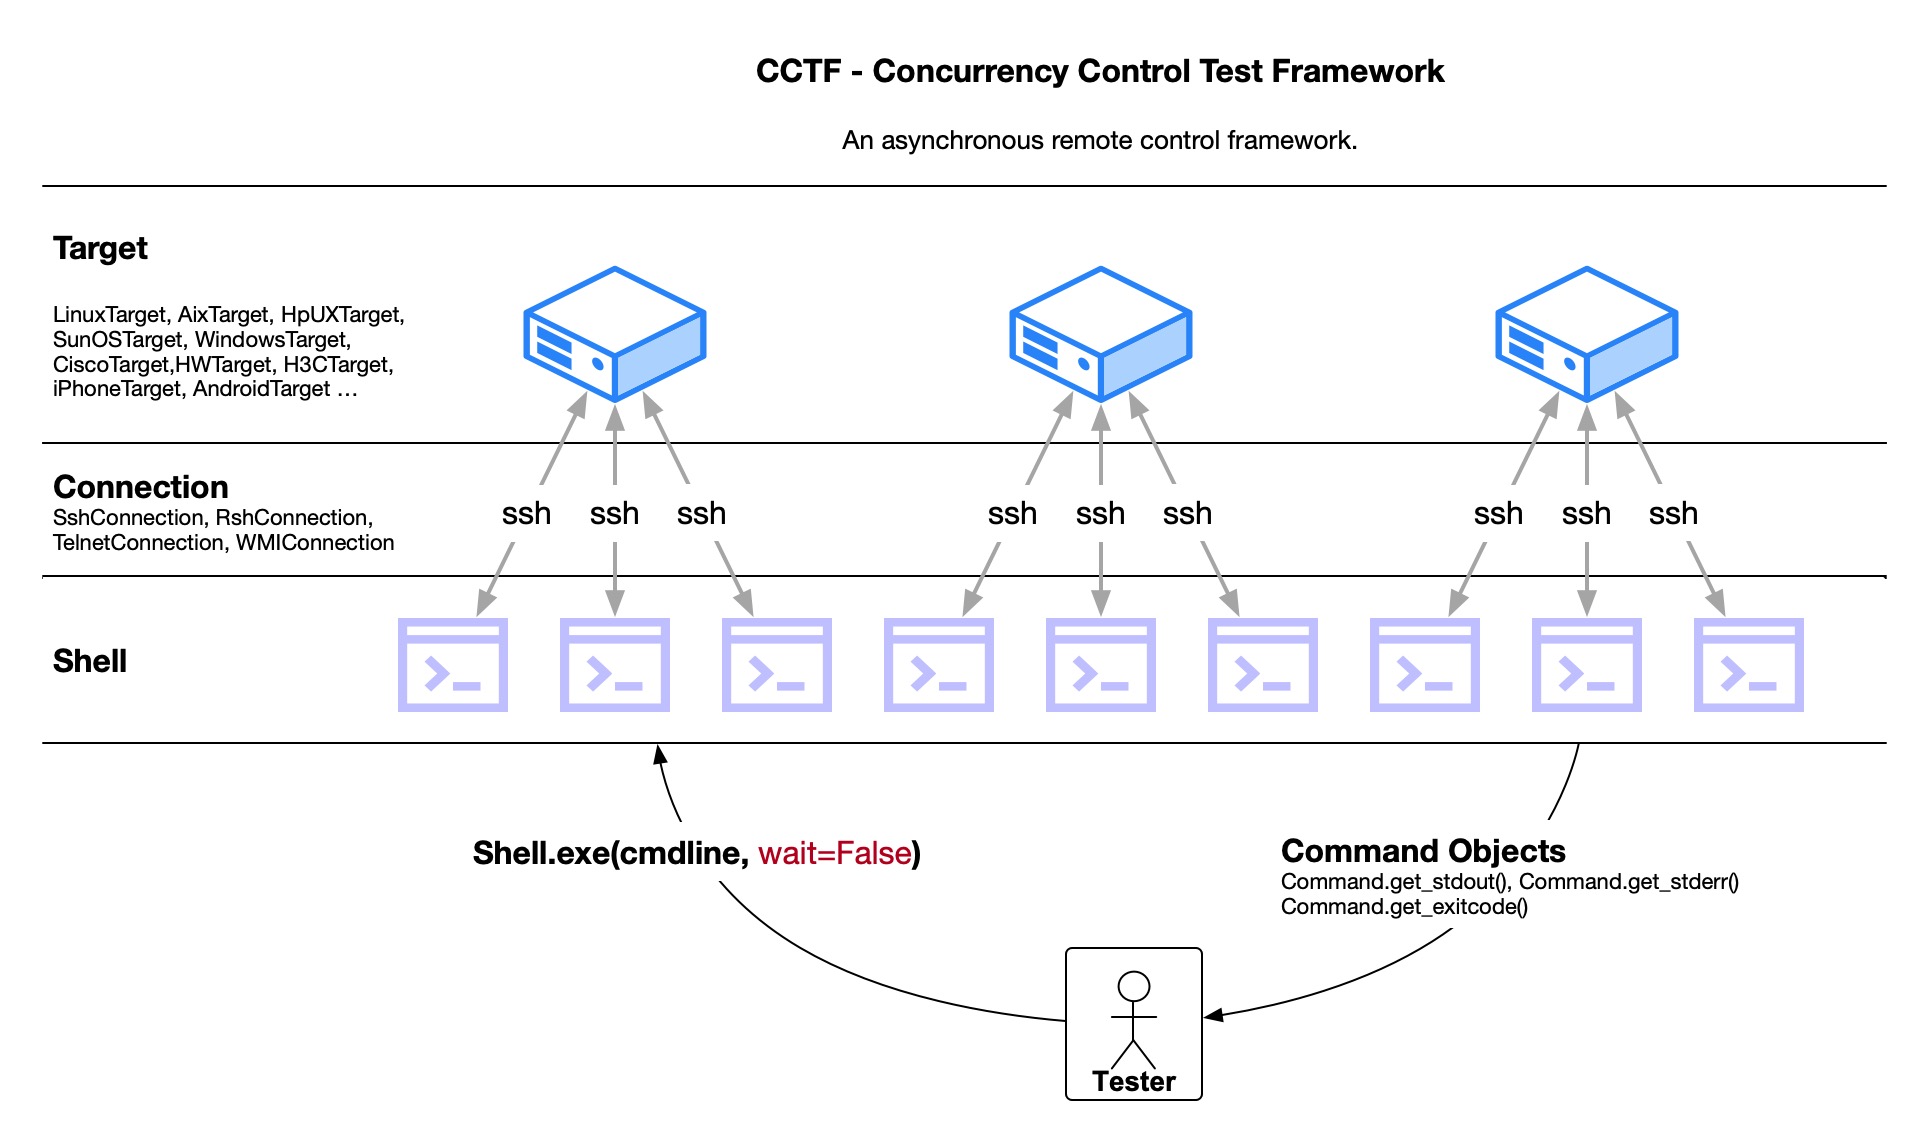 CCTF - Concurrency Control Test Framework
An asynchronous remote control framework.
Target
LinuxTarget, AixTarget, HpUXTarget,
SunOSTarget, WindowsTarget,
CiscoTarget,HWTarget, H3CTarget,
iPhoneTarget, AndroidTarget …
Connection
SshConnection, RshConnection,
TelnetConnection, WMIConnection
ssh ssh ssh ssh ssh ssh ssh ssh ssh
Shell
Shell.exe(cmdline, wait=False)
Command Objects
Command.get_stdout(), Command.get_stderr()
Command.get_exitcode()
Tester